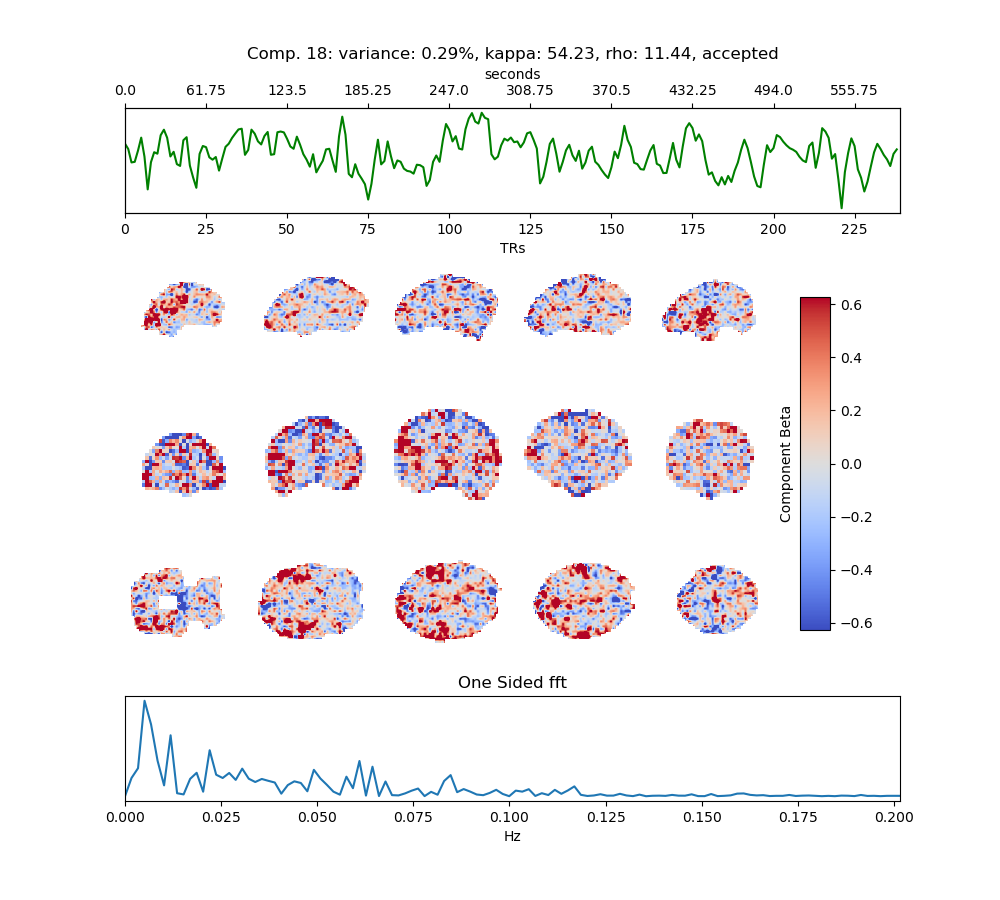 Comp. 18: variance: 0.29%, kappa: 54.23, rho: 11.44, accepted
seconds
0.0 61.75 123.5 185.25 247.0 308.75 370.5 432.25 494.0 555.75
0 25 50 75 100 125 150 175 200 225
TRs
0.6
0.4
0.2
0.0
−0.2
−0.4
−0.6
Component Beta
One Sided fft
0.000 0.025 0.050 0.075 0.100 0.125 0.150 0.175 0.200
Hz